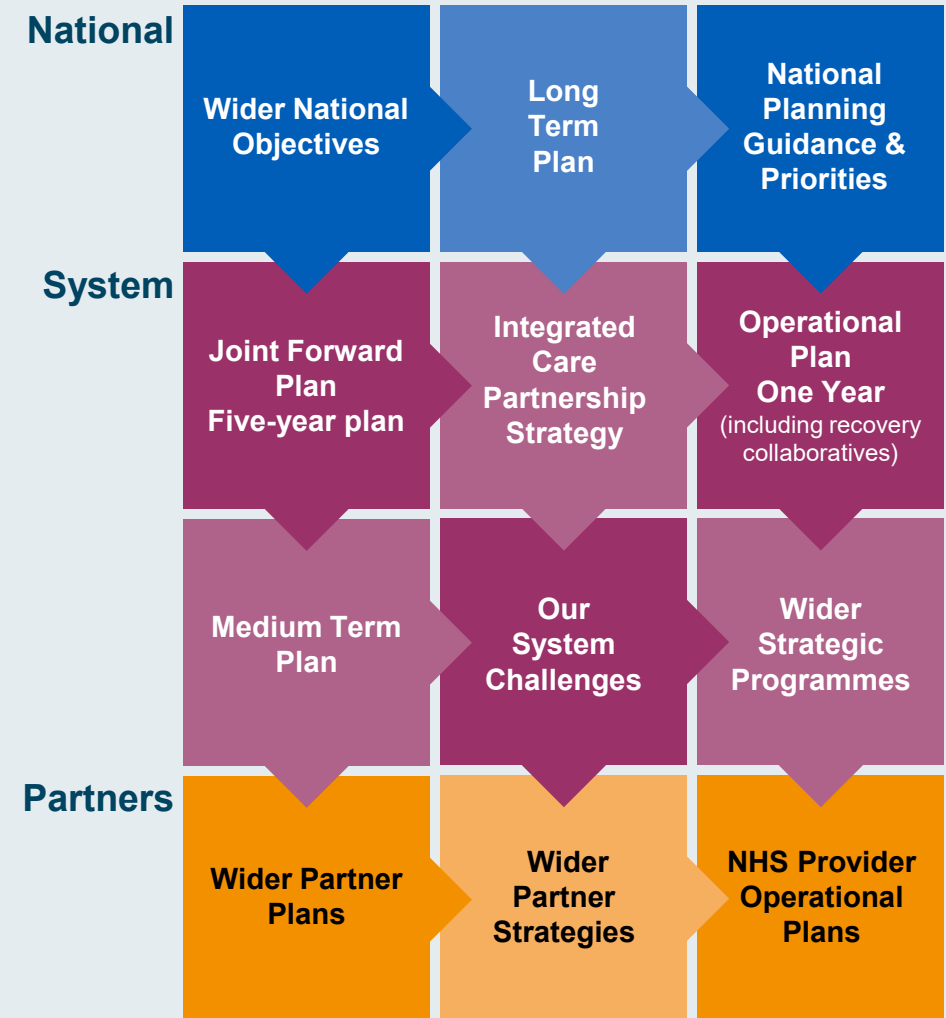 National
Wider National
Objectives
Long
Term
Plan
National
Planning
Guidance &
Priorities
System
Joint Forward
Plan
Five-year plan
Integrated
Care
Partnership
Strategy
Operational
Plan
One Year
(including recovery
collaboratives)
Medium Term
Plan
Our
System
Challenges
Wider
Strategic
Programmes
Partners
Wider Partner
Plans
Wider
Partner
Strategies
NHS Provider
Operational
Plans